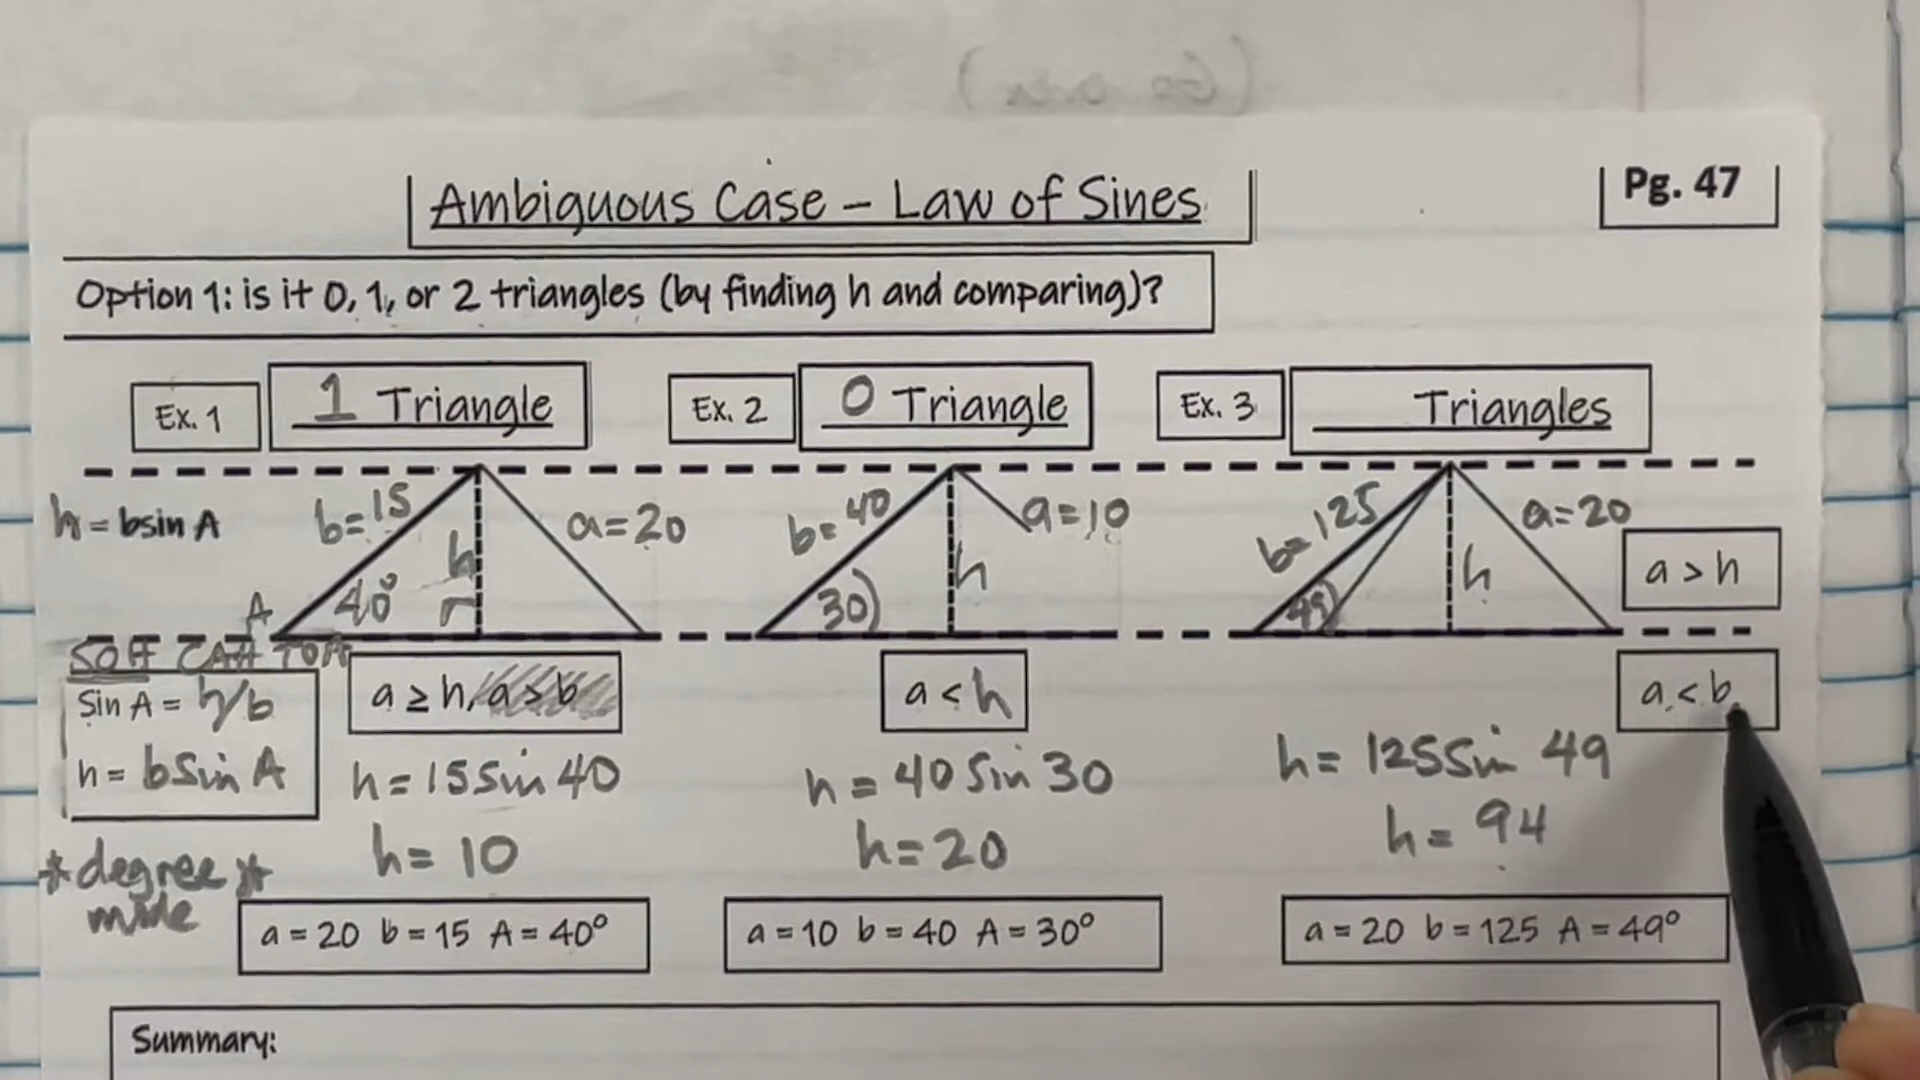 Ambiguous Case – Law of Sines
Pg. 47
Option 1: is it 0, 1, or 2 triangles (by finding h and comparing)?
Ex. 1
1 Triangle
Ex. 2
0 Triangle
Ex. 3
Triangles
h = bsin A
b=15
a=20
h
A
40°
b=40
a=10
h
30
b=125
a=20
h
49
a > h
SOH CAH TOA
Sin A = h/b
h = bSin A
a ≥ h, a > b
a < h
a < b
h = 15 Sin 40
h = 10
h = 40 Sin 30
h = 20
h = 125 Sin 49
h = 94
*degree*
mode
a = 20 b = 15 A = 40°
a = 10 b = 40 A = 30°
a = 20 b = 125 A = 49°
Summary: